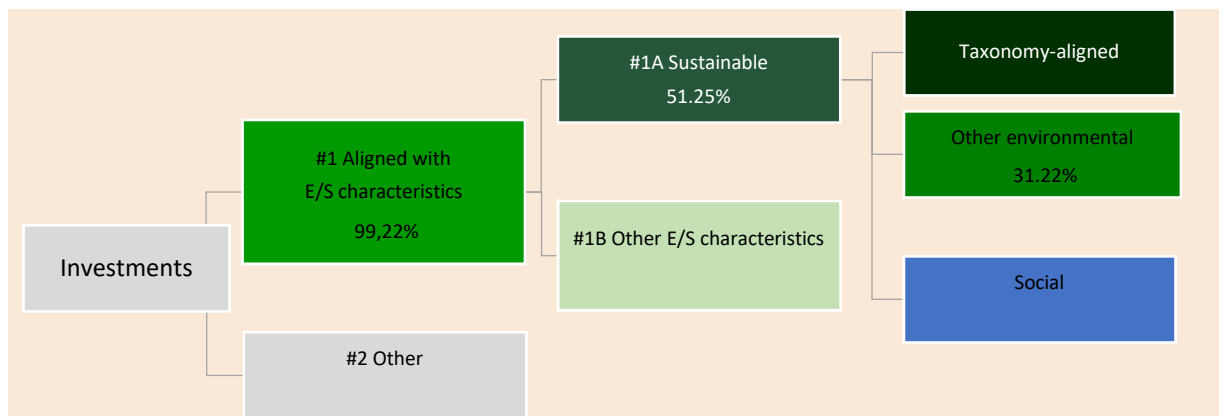 Investments
#1 Aligned with
E/S characteristics
99,22%
#2 Other
#1A Sustainable
51.25%
#1B Other E/S characteristics
Taxonomy-aligned
Other environmental
31.22%
Social